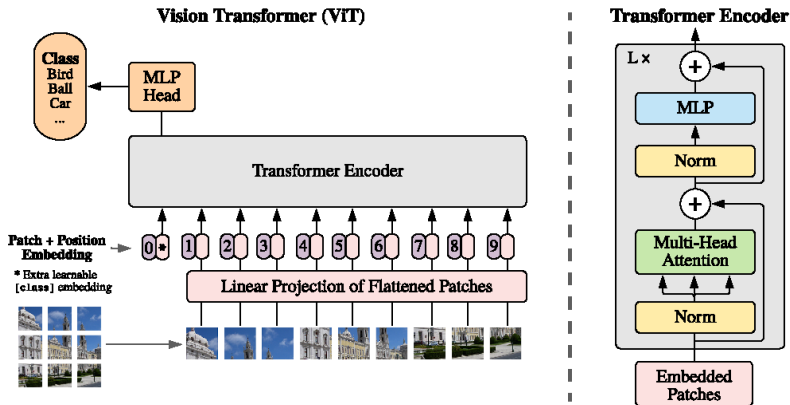 Vision Transformer (ViT)
Class
Bird
Ball
Car
...
MLP
Head
Transformer Encoder
Patch + Position
Embedding
0 * 1 2 3 4 5 6 7 8 9
* Extra learnable
[class] embedding
Linear Projection of Flattened Patches
Transformer Encoder
L ×
+
MLP
Norm
+
Multi-Head
Attention
Norm
Embedded
Patches